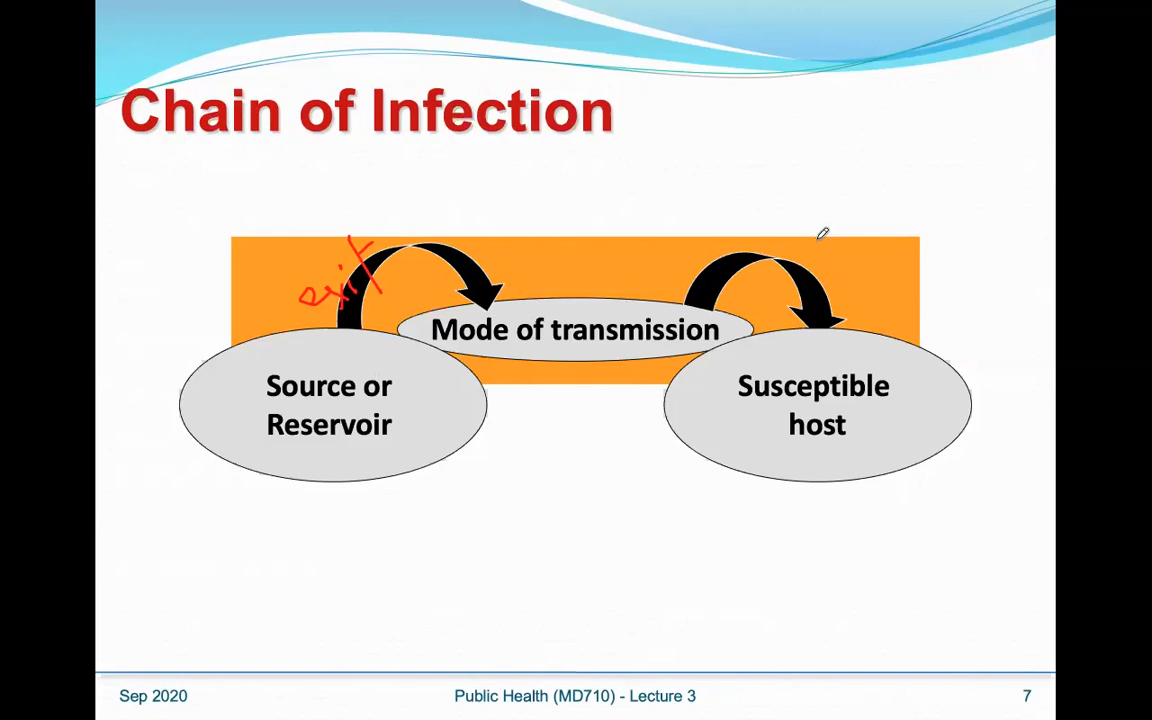 Chain of Infection
exit
Mode of transmission
Source or
Reservoir
Susceptible
host
Sep 2020
Public Health (MD710) - Lecture 3
7